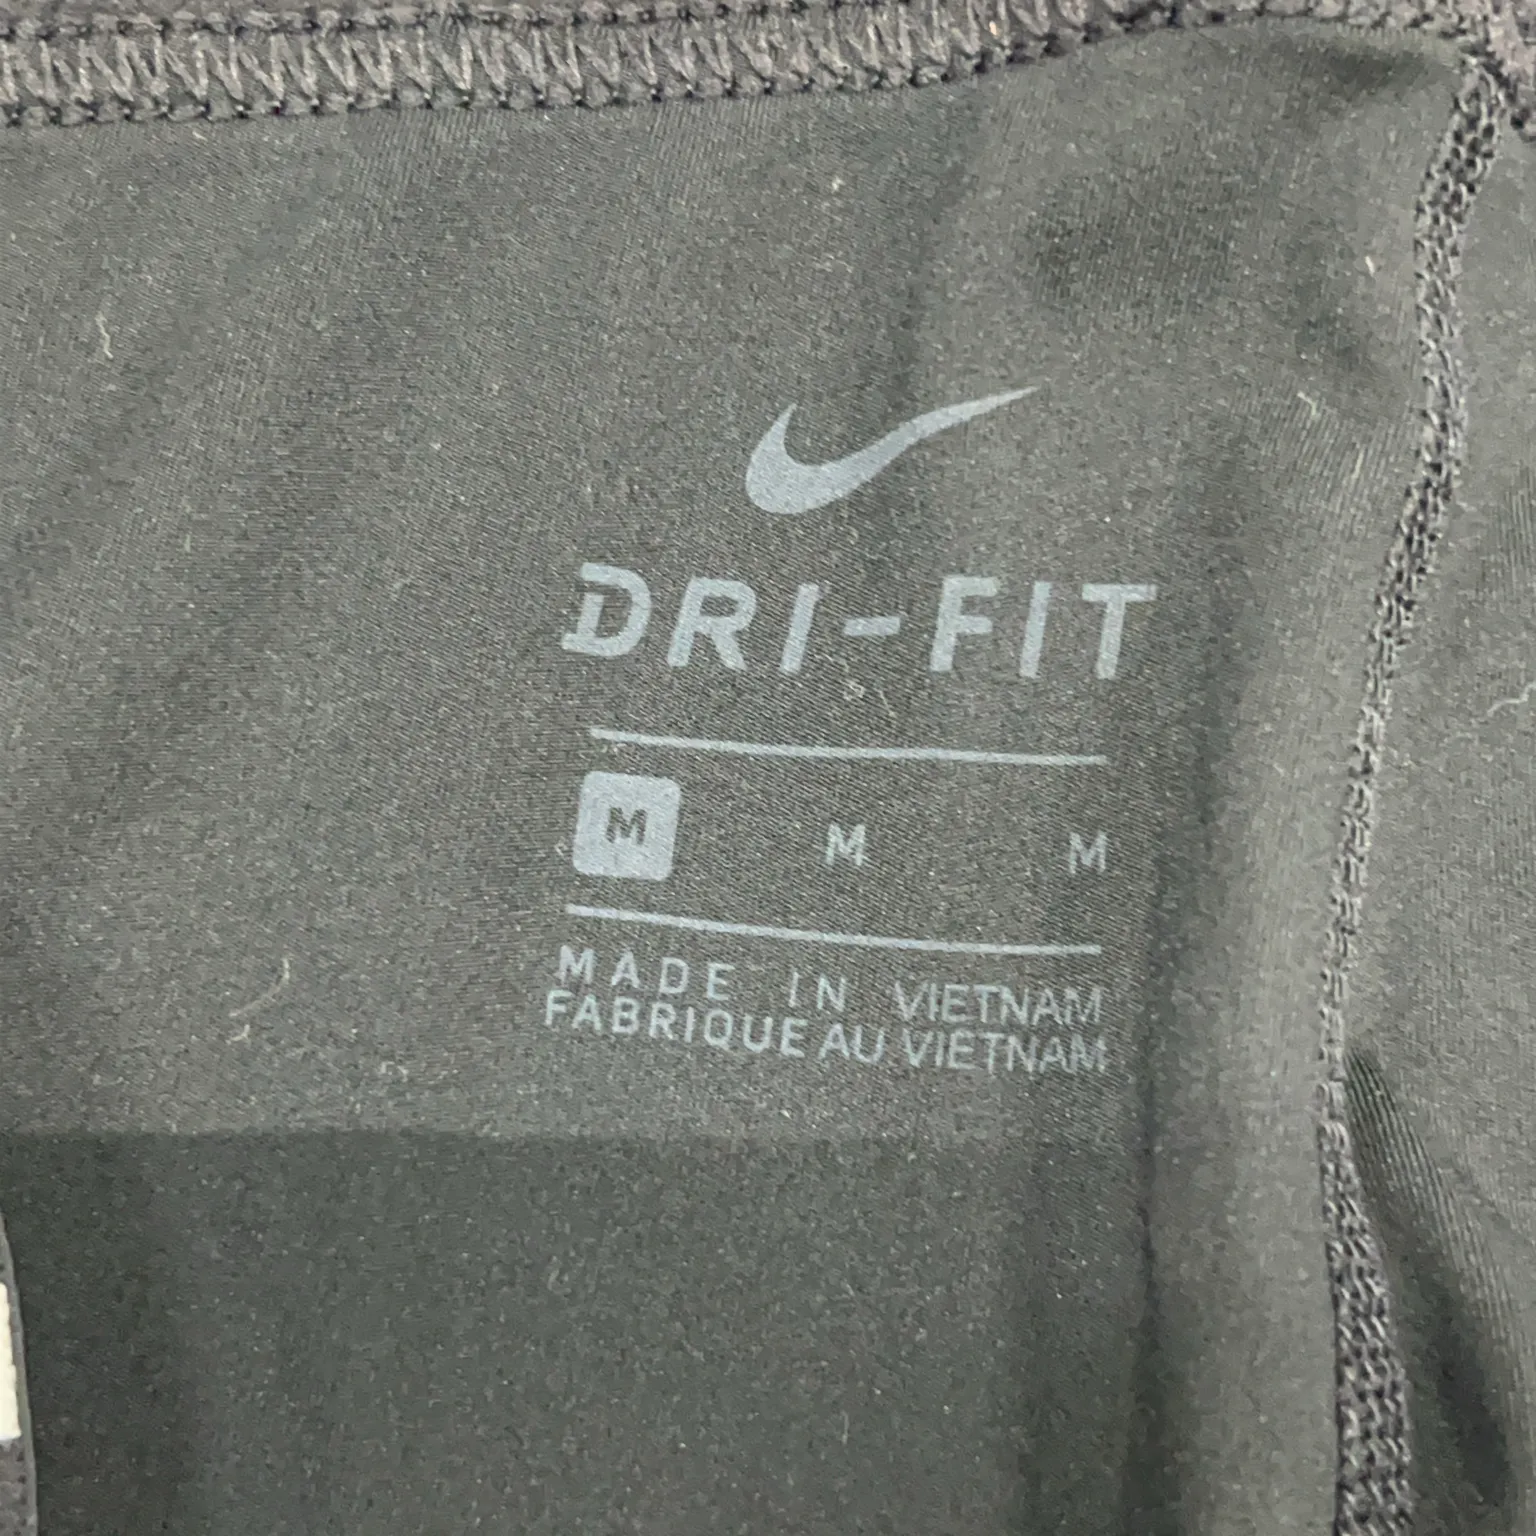 DRI-FIT
M M M
MADE IN VIETNAM
FABRIQUE AU VIETNAM